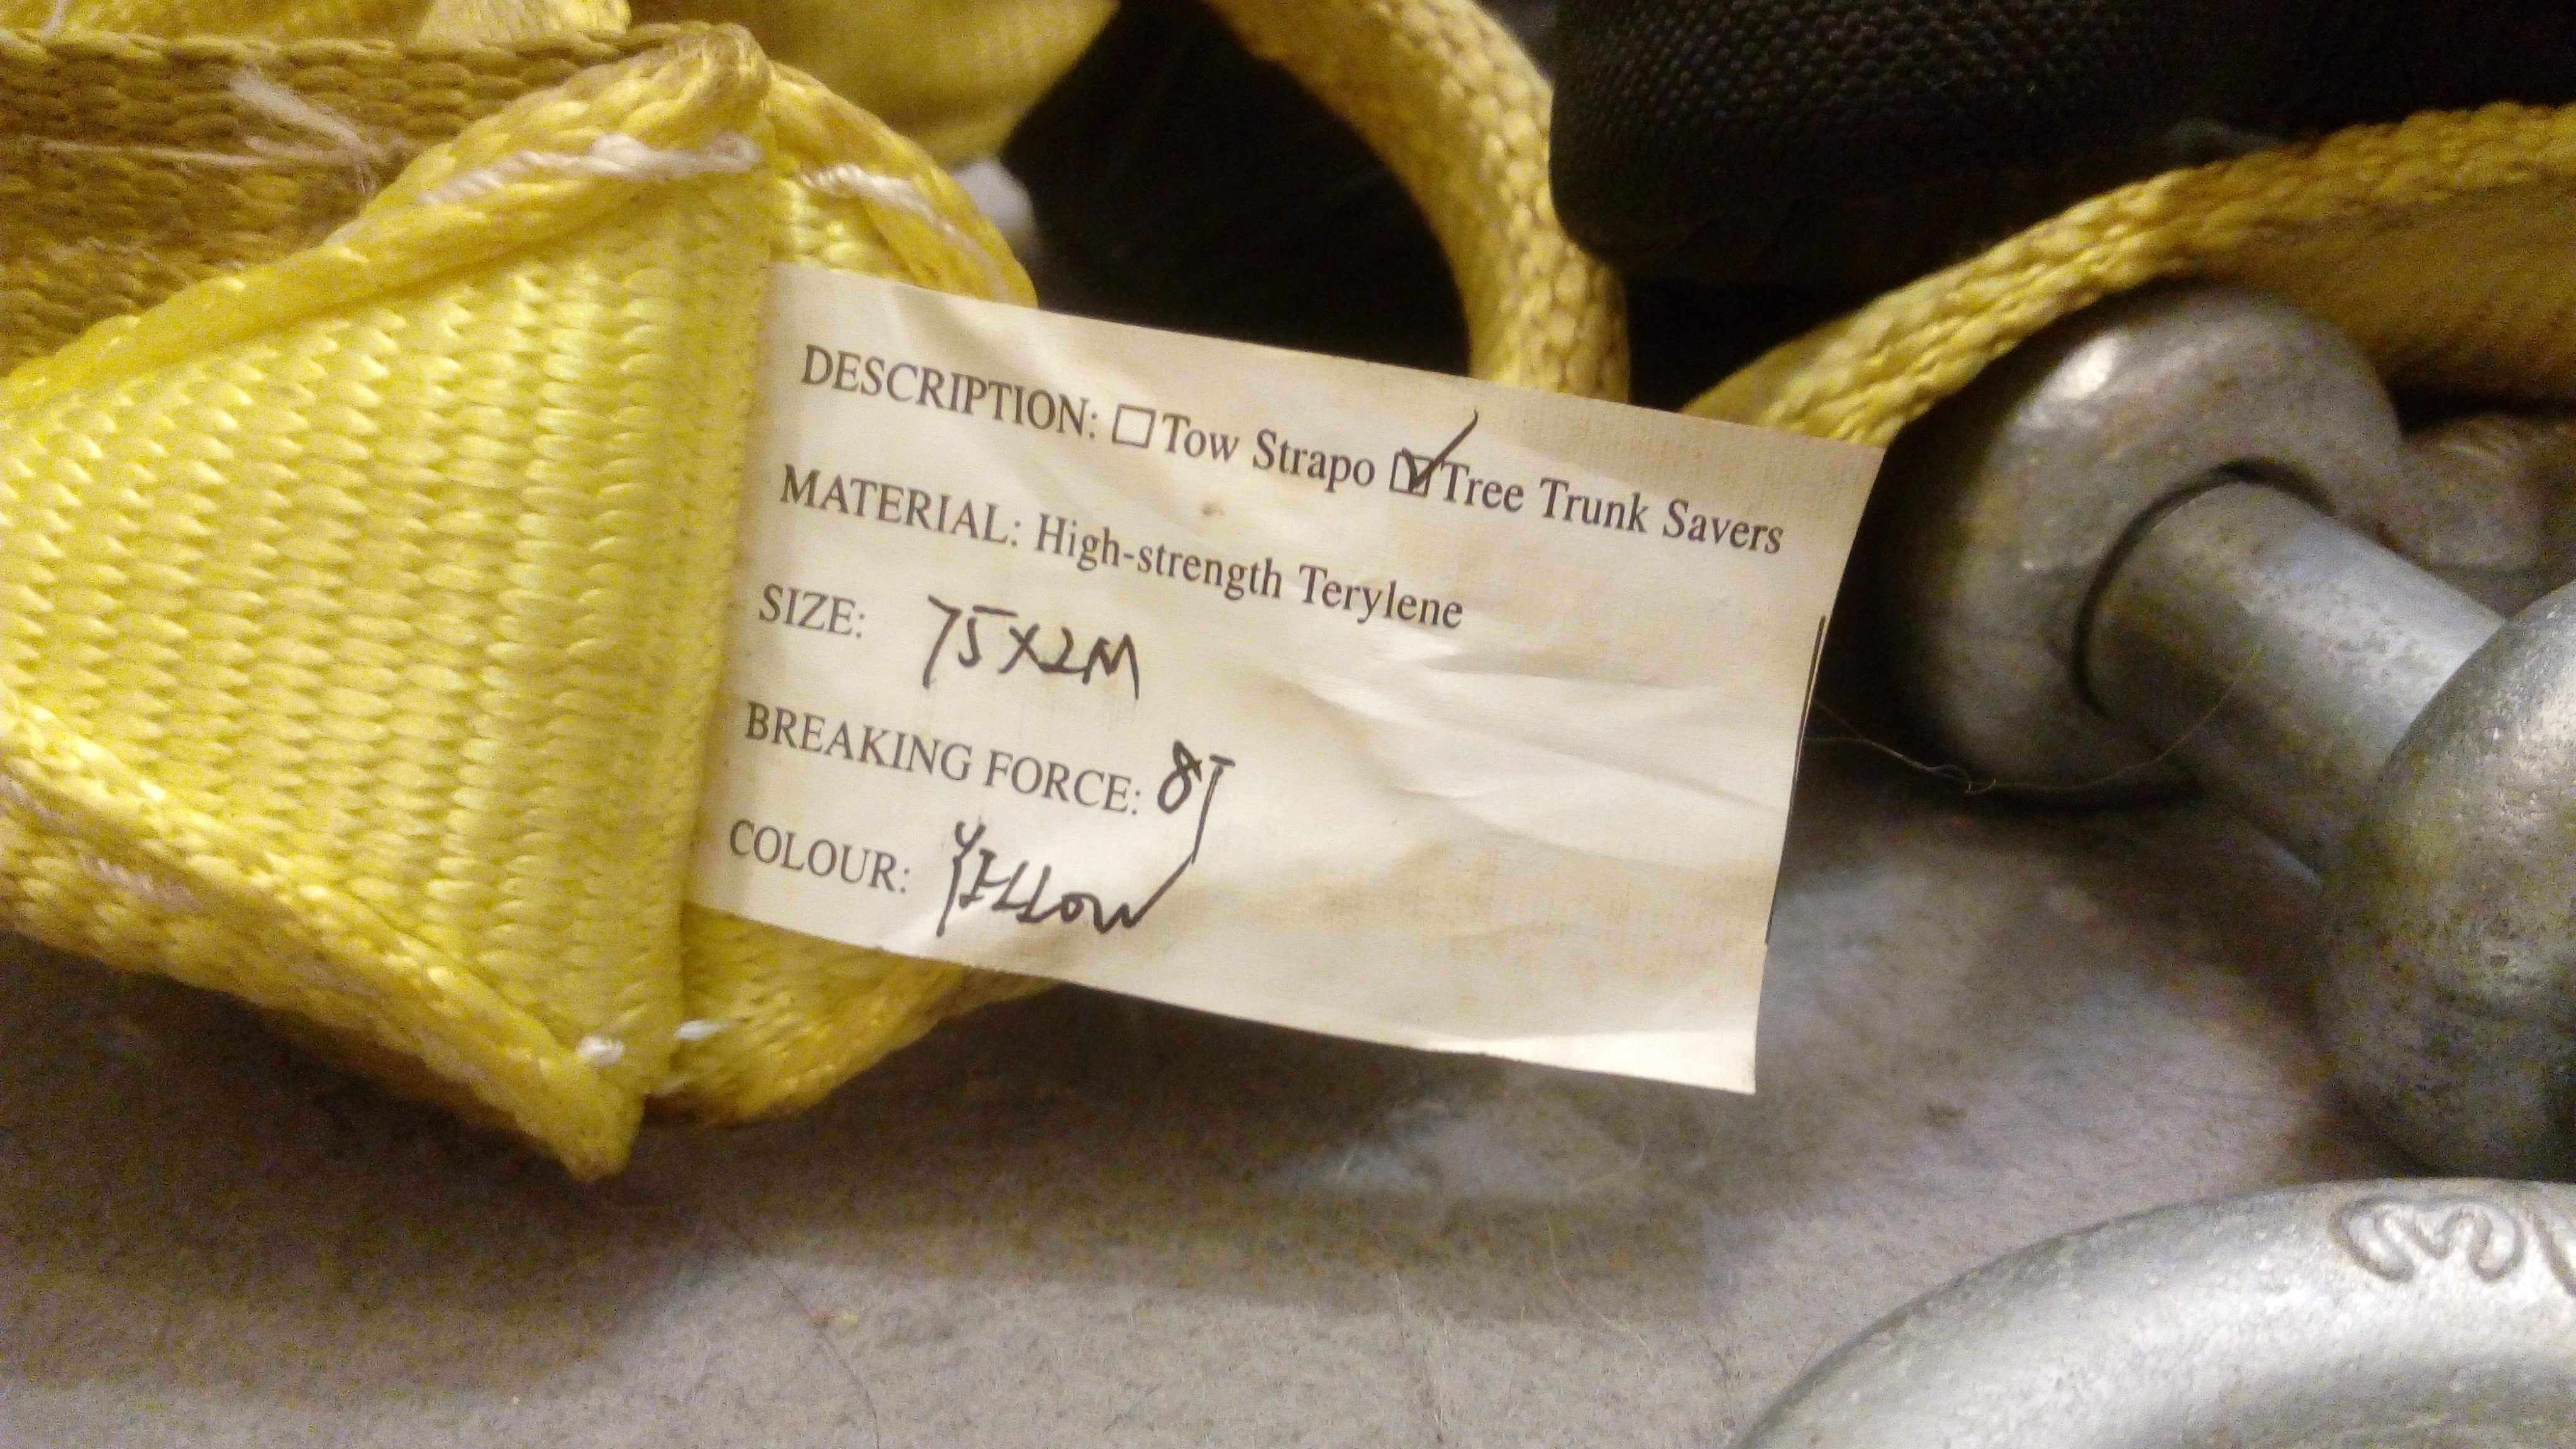 DESCRIPTION: ☐ Tow Strapo ☑ Tree Trunk Savers
MATERIAL: High-strength Terylene
SIZE: 75X2M
BREAKING FORCE: 8T
COLOUR: YELLOW